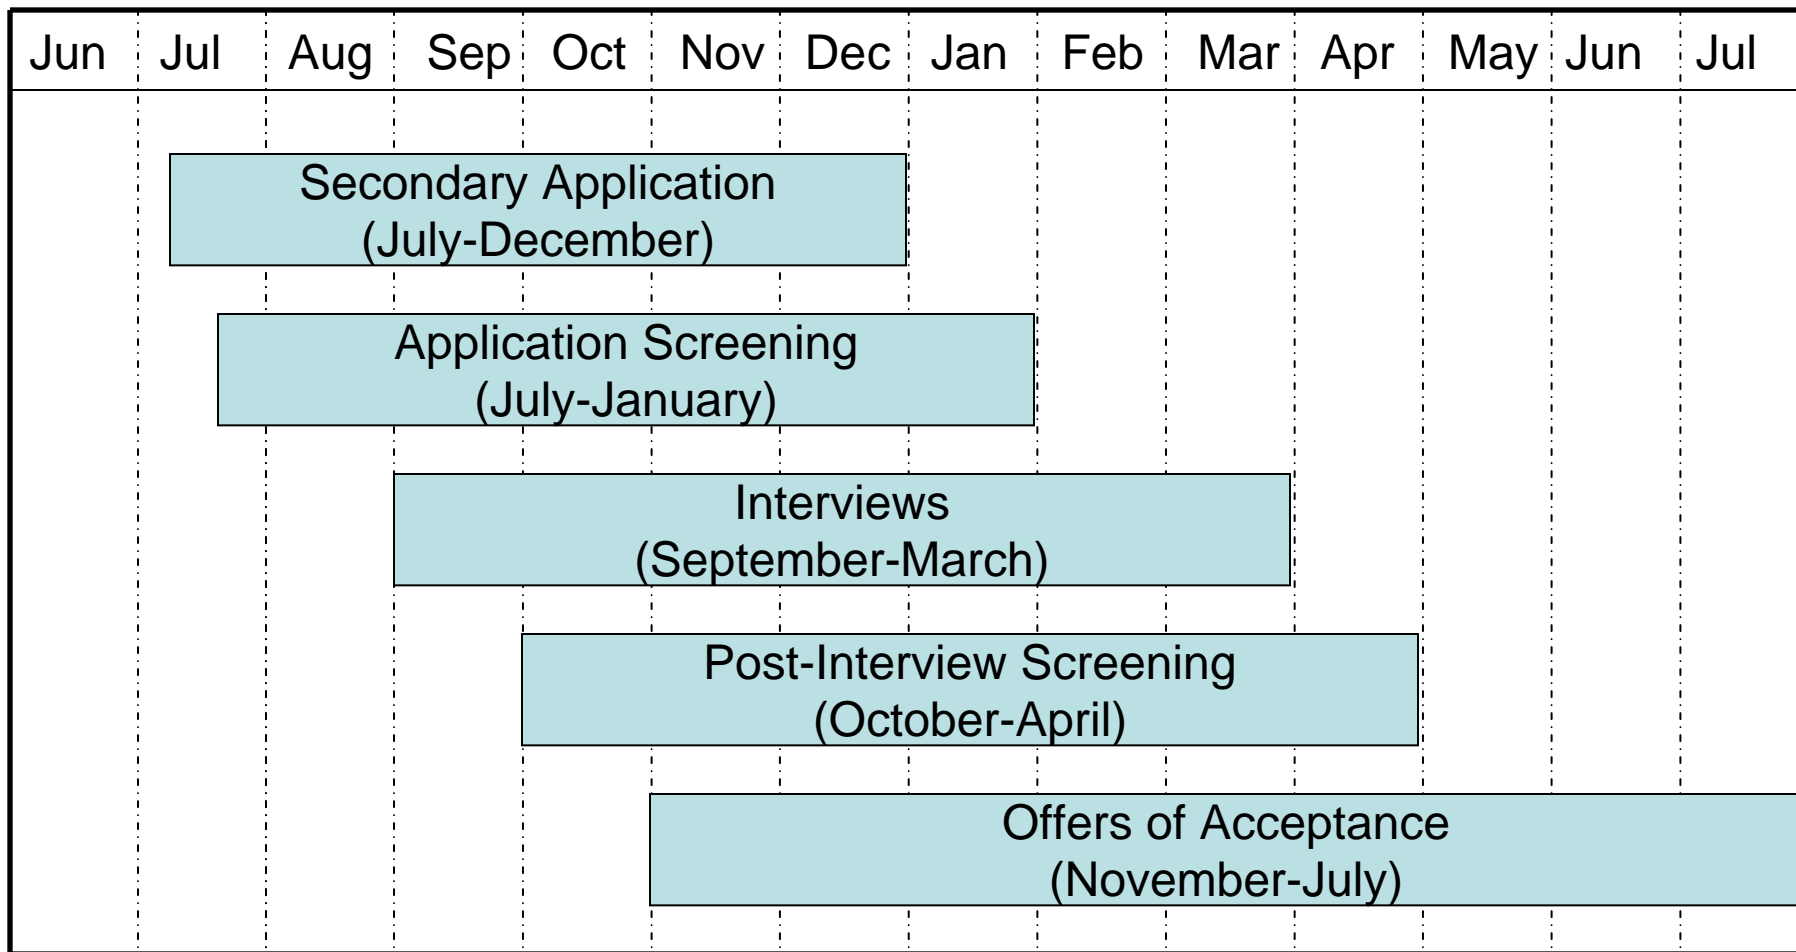 Jun Jul Aug Sep Oct Nov Dec Jan Feb Mar Apr May Jun Jul
Secondary Application
(July-December)
Application Screening
(July-January)
Interviews
(September-March)
Post-Interview Screening
(October-April)
Offers of Acceptance
(November-July)